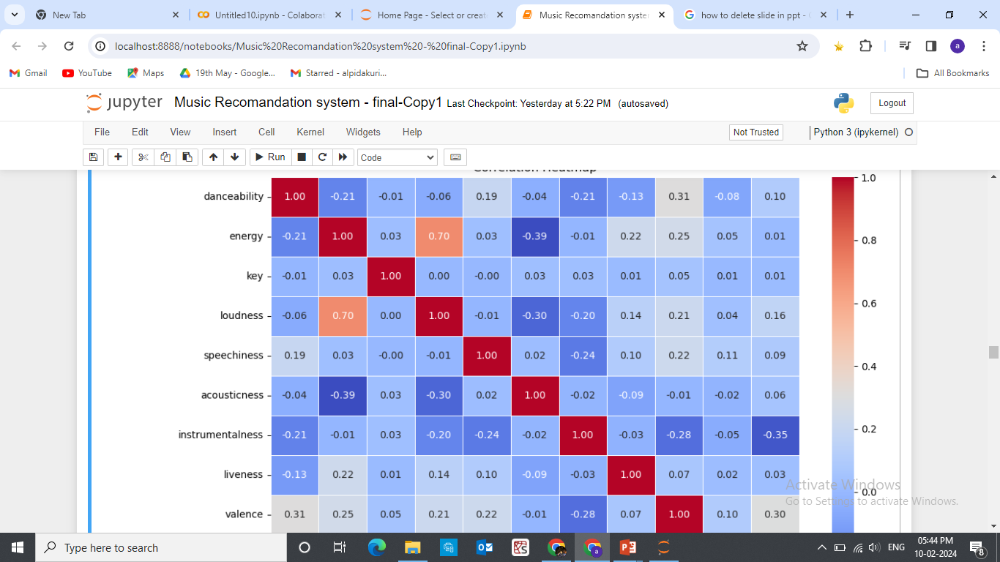 New Tab
Untitled10.ipynb - Colaborat
Home Page - Select or creat
Music Recomandation syste
how to delete slide in ppt -
localhost:8888/notebooks/Music%20Recomandation%20system%20-%20final-Copy1.ipynb
a
Gmail
YouTube
Maps
19th May - Google...
Starred - alpidakuri...
All Bookmarks
jupyter
Music Recomandation system - final-Copy1
Last Checkpoint: Yesterday at 5:22 PM (autosaved)
Logout
File Edit View Insert Cell Kernel Widgets Help
Not Trusted
Python 3 (ipykernel)
Run
Code
Correlation Heatmap
danceability 1.00 -0.21 -0.01 -0.06 0.19 -0.04 -0.21 -0.13 0.31 -0.08 0.10
energy -0.21 1.00 0.03 0.70 0.03 -0.39 -0.01 0.22 0.25 0.05 0.01
key -0.01 0.03 1.00 0.00 -0.00 0.03 0.03 0.01 0.05 0.01 0.01
loudness -0.06 0.70 0.00 1.00 -0.01 -0.30 -0.20 0.14 0.21 0.04 0.16
speechiness 0.19 0.03 -0.00 -0.01 1.00 0.02 -0.24 0.10 0.22 0.11 0.09
acousticness -0.04 -0.39 0.03 -0.30 0.02 1.00 -0.02 -0.09 -0.01 -0.02 0.06
instrumentalness -0.21 -0.01 0.03 -0.20 -0.24 -0.02 1.00 -0.03 -0.28 -0.05 -0.35
liveness -0.13 0.22 0.01 0.14 0.10 -0.09 -0.03 1.00 0.07 0.02 0.03
valence 0.31 0.25 0.05 0.21 0.22 -0.01 -0.28 0.07 1.00 0.10 0.30
1.0
0.8
0.6
0.4
0.2
0.0
Activate Windows
Go to Settings to activate Windows.
Type here to search
a
ENG
05:44 PM
10-02-2024
8